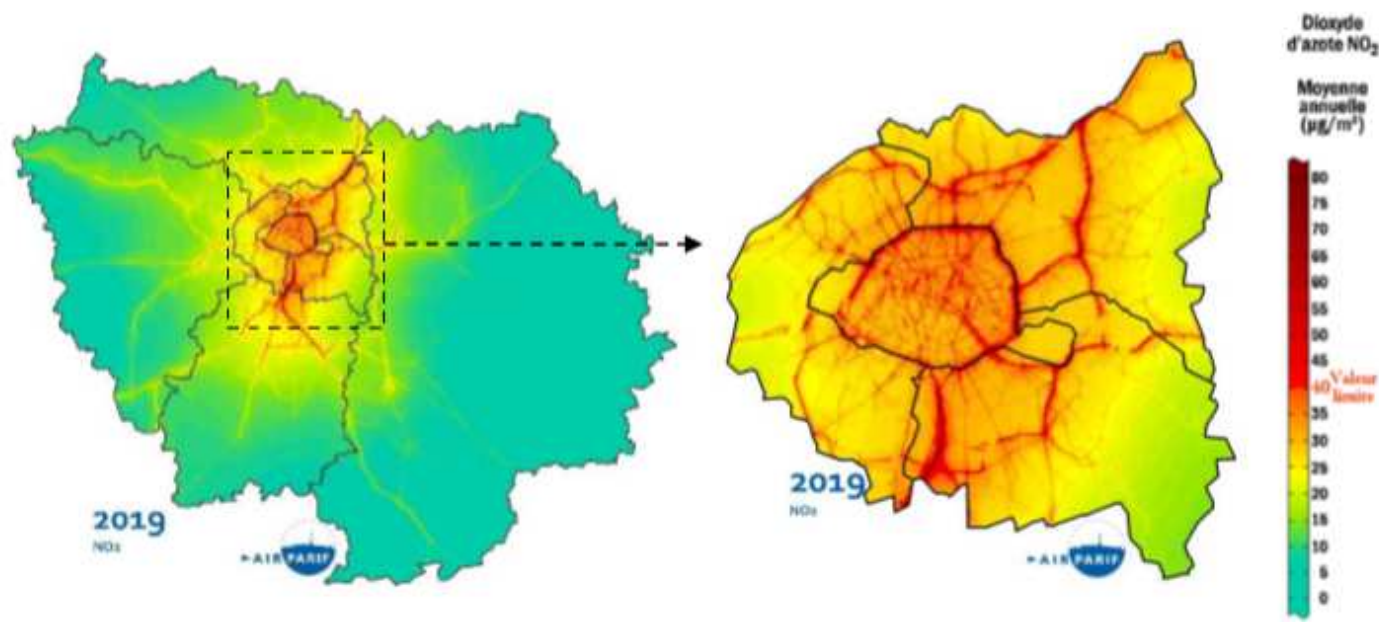 2019
NO₂
AIRPARIF
2019
NO₂
AIRPARIF
Dioxyde
d'azote NO₂
Moyenne
annuelle
(µg/m³)
80
75
70
65
60
55
50
45
40 Valeur
limite
35
30
25
20
15
10
5
0